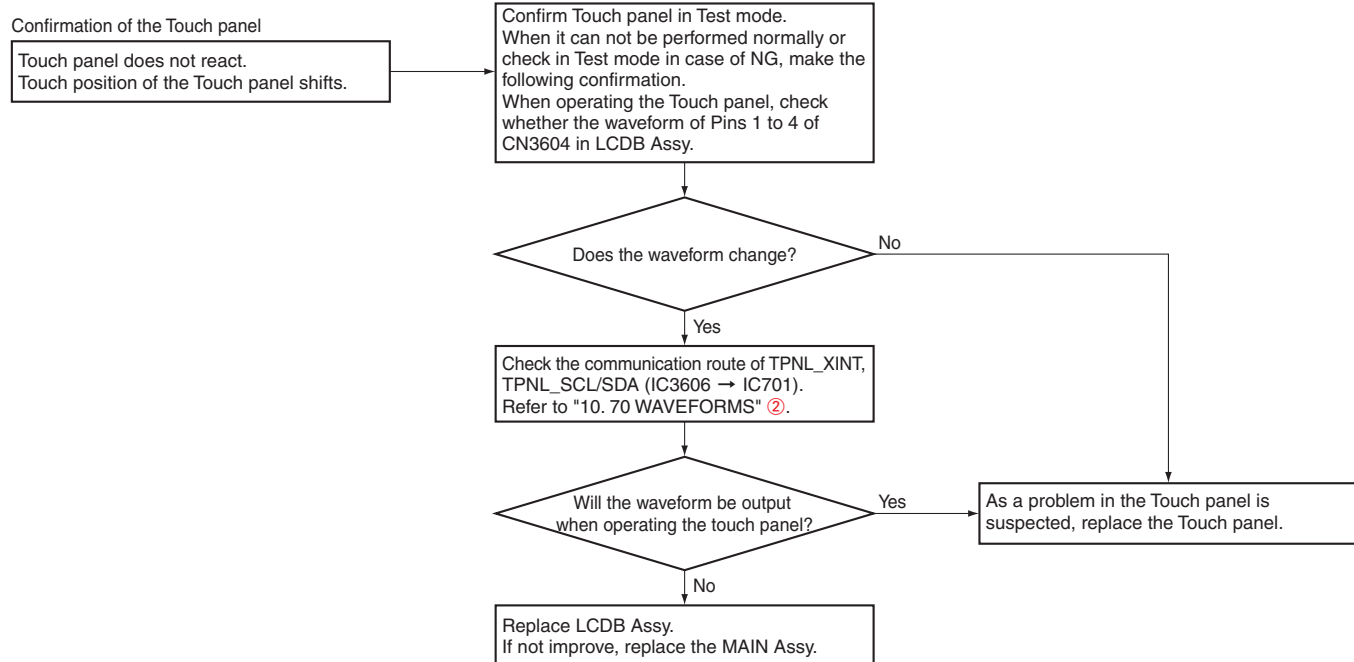 Confirmation of the Touch panel
Touch panel does not react.
Touch position of the Touch panel shifts.
Confirm Touch panel in Test mode.
When it can not be performed normally or
check in Test mode in case of NG, make the
following confirmation.
When operating the Touch panel, check
whether the waveform of Pins 1 to 4 of
CN3604 in LCDB Assy.
Does the waveform change?
No
Yes
Check the communication route of TPNL_XINT,
TPNL_SCL/SDA (IC3606 → IC701).
Refer to "10. 70 WAVEFORMS" ②.
Will the waveform be output
when operating the touch panel?
Yes
As a problem in the Touch panel is
suspected, replace the Touch panel.
No
Replace LCDB Assy.
If not improve, replace the MAIN Assy.